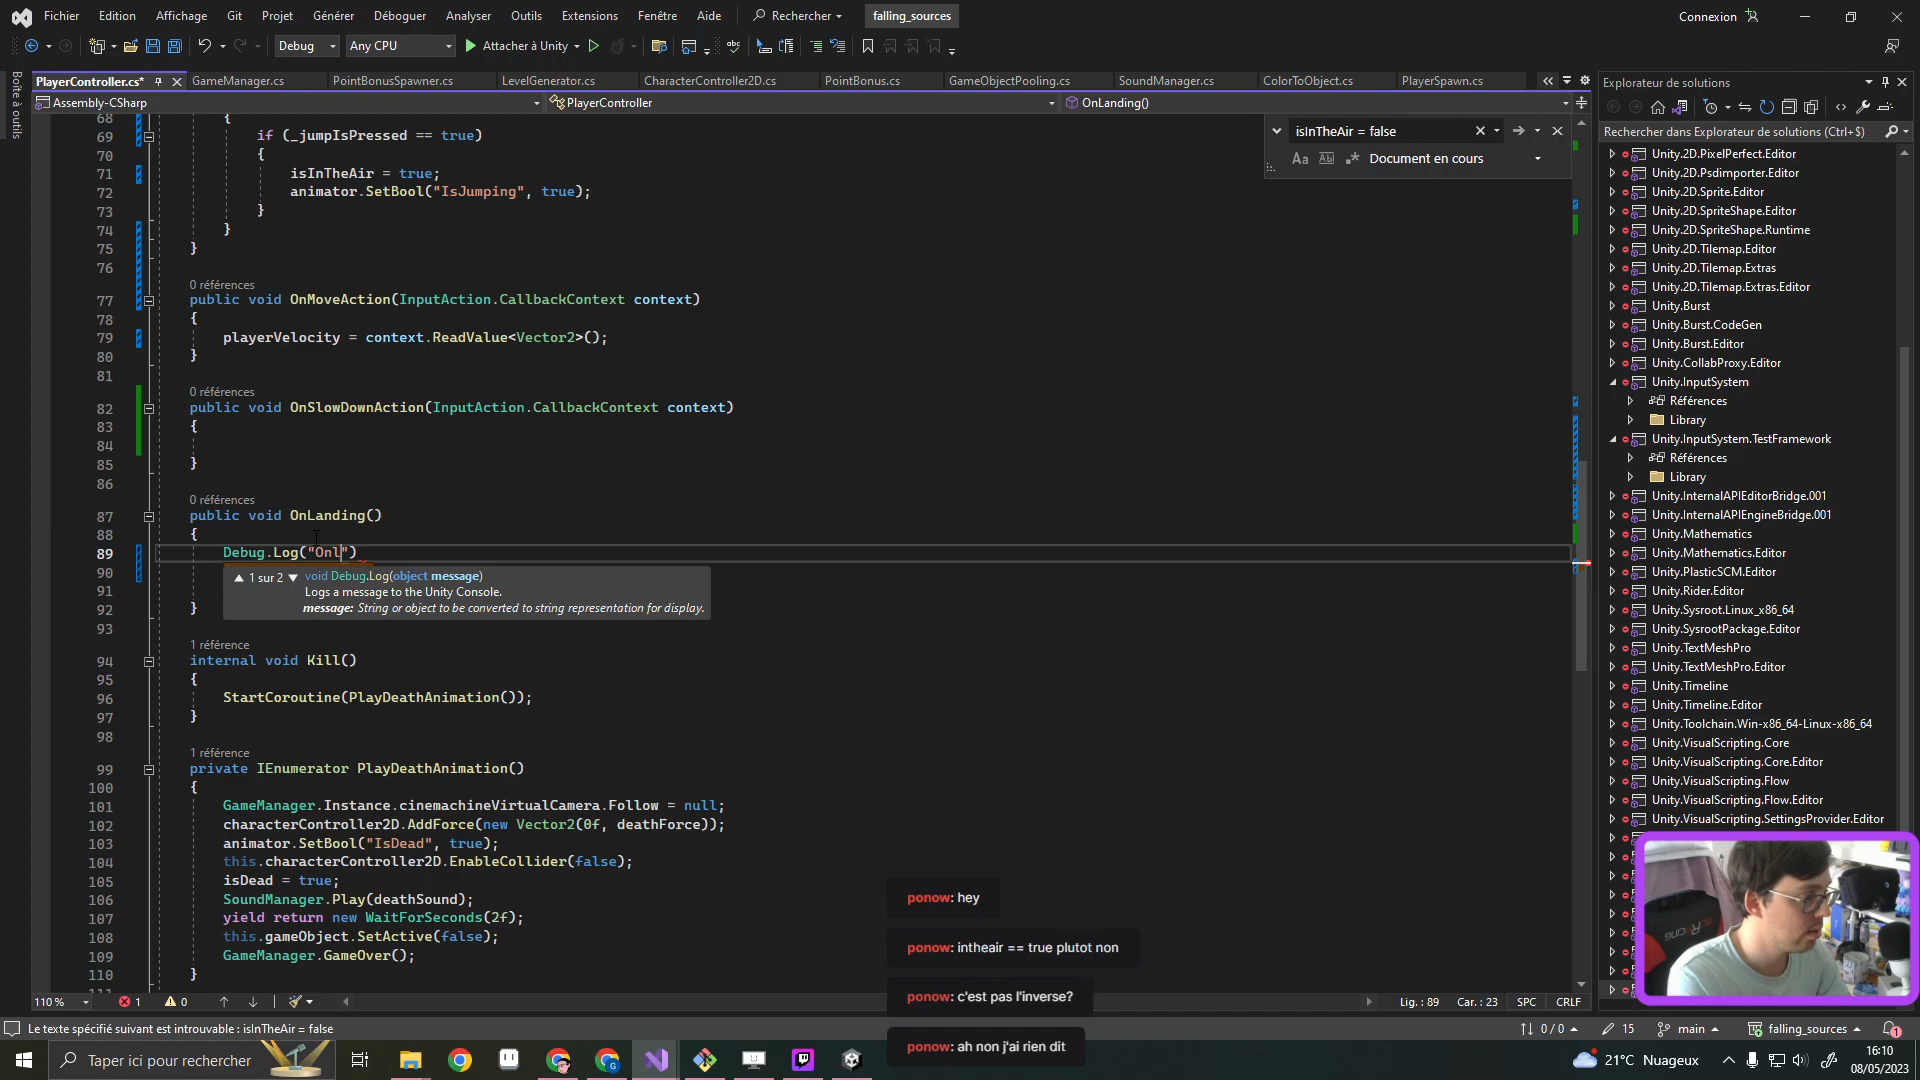 Fichier Edition Affichage Git Projet Générer Déboguer Analyser Outils Extensions Fenêtre Aide Rechercher falling_sources Connexion
Debug Any CPU Attacher à Unity
Boîte à outils
PlayerController.cs* GameManager.cs PointBonusSpawner.cs LevelGenerator.cs CharacterController2D.cs PointBonus.cs GameObjectPooling.cs SoundManager.cs ColorToObject.cs PlayerSpawn.cs
Assembly-CSharp PlayerController OnLanding()
isInTheAir = false
Document en cours
68 {
69 if (_jumpIsPressed == true)
70 {
71 isInTheAir = true;
72 animator.SetBool("IsJumping", true);
73 }
74 }
75 }
76
0 références
77 public void OnMoveAction(InputAction.CallbackContext context)
78 {
79 playerVelocity = context.ReadValue<Vector2>();
80 }
81
0 références
82 public void OnSlowDownAction(InputAction.CallbackContext context)
83 {
84
85 }
86
0 références
87 public void OnLanding()
88 {
89 Debug.Log("Onl")
90
91
92 }
93
1 sur 2 void Debug.Log(object message)
Logs a message to the Unity Console.
message: String or object to be converted to string representation for display.
1 référence
94 internal void Kill()
95 {
96 StartCoroutine(PlayDeathAnimation());
97 }
98
1 référence
99 private IEnumerator PlayDeathAnimation()
100 {
101 GameManager.Instance.cinemachineVirtualCamera.Follow = null;
102 characterController2D.AddForce(new Vector2(0f, deathForce));
103 animator.SetBool("IsDead", true);
104 this.characterController2D.EnableCollider(false);
105 isDead = true;
106 SoundManager.Play(deathSound);
107 yield return new WaitForSeconds(2f);
108 this.gameObject.SetActive(false);
109 GameManager.GameOver();
110 }
ponow: hey
ponow: intheair == true plutot non
ponow: c'est pas l'inverse?
ponow: ah non j'ai rien dit
Explorateur de solutions
Rechercher dans Explorateur de solutions (Ctrl+$)
Unity.2D.PixelPerfect.Editor
Unity.2D.Psdimporter.Editor
Unity.2D.Sprite.Editor
Unity.2D.SpriteShape.Editor
Unity.2D.SpriteShape.Runtime
Unity.2D.Tilemap.Editor
Unity.2D.Tilemap.Extras
Unity.2D.Tilemap.Extras.Editor
Unity.Burst
Unity.Burst.CodeGen
Unity.Burst.Editor
Unity.CollabProxy.Editor
Unity.InputSystem
Références
Library
Unity.InputSystem.TestFramework
Références
Library
Unity.InternalAPIEditorBridge.001
Unity.InternalAPIEngineBridge.001
Unity.Mathematics
Unity.Mathematics.Editor
Unity.PlasticSCM.Editor
Unity.Rider.Editor
Unity.Sysroot.Linux_x86_64
Unity.SysrootPackage.Editor
Unity.TextMeshPro
Unity.TextMeshPro.Editor
Unity.Timeline
Unity.Timeline.Editor
Unity.Toolchain.Win-x86_64-Linux-x86_64
Unity.VisualScripting.Core
Unity.VisualScripting.Core.Editor
Unity.VisualScripting.Flow
Unity.VisualScripting.Flow.Editor
Unity.VisualScripting.SettingsProvider.Editor
110 % 1 0 Lig. : 89 Car. : 23 SPC CRLF
Le texte spécifié suivant est introuvable : isInTheAir = false 0 / 0 15 main falling_sources 1
Taper ici pour rechercher 21°C Nuageux 16:10
08/05/2023